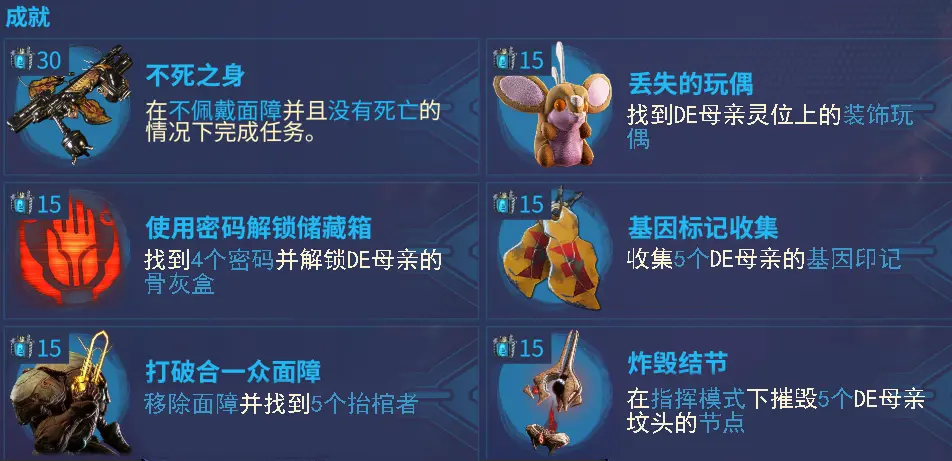 成就
30
不死之身
在不佩戴面障并且没有死亡的
情况下完成任务。
15
丢失的玩偶
找到DE母亲灵位上的装饰玩
偶
15
使用密码解锁储藏箱
找到4个密码并解锁DE母亲的
骨灰盒
15
基因标记收集
收集5个DE母亲的基因印记
15
打破合一众面障
移除面障并找到5个抬棺者
15
炸毁结节
在指挥模式下摧毁5个DE母亲
坟头的节点